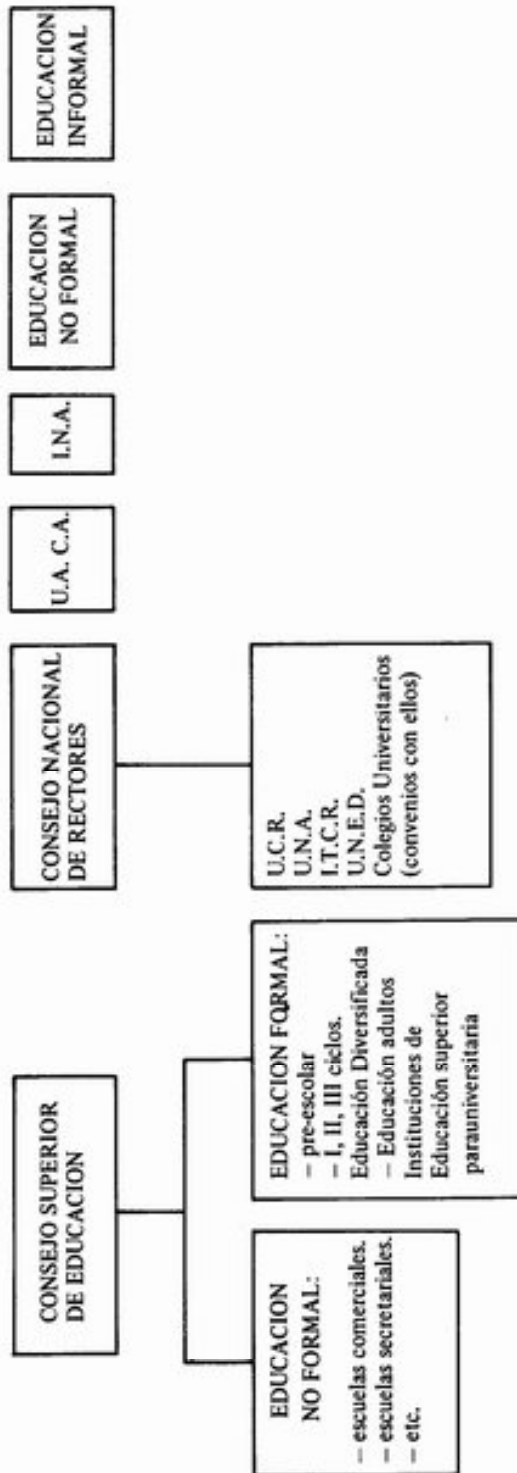 CONSEJO SUPERIOR
DE EDUCACION
CONSEJO NACIONAL
DE RECTORES
U.A. C.A.
I.N.A.
EDUCACION
NO FORMAL
EDUCACION
INFORMAL
EDUCACION
NO FORMAL:
– escuelas comerciales.
– escuelas secretariales.
– etc.
EDUCACION FORMAL:
– pre-escolar
– I, II, III ciclos.
Educación Diversificada
– Educación adultos
Instituciones de
Educación superior
parauniversitaria
U.C.R.
U.N.A.
I.T.C.R.
U.N.E.D.
Colegios Universitarios
(convenios con ellos)